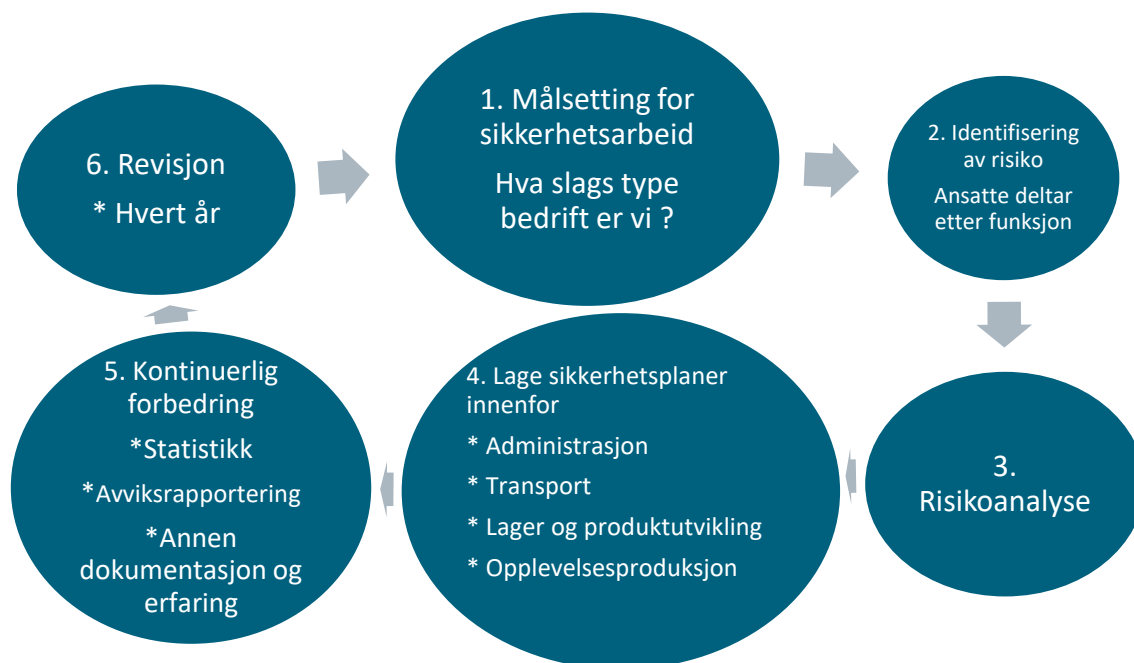 1. Målsetting for
sikkerhetsarbeid
Hva slags type
bedrift er vi ?
2. Identifisering
av risiko
Ansatte deltar
etter funksjon
3.
Risikoanalyse
4. Lage sikkerhetsplaner
innenfor
* Administrasjon
* Transport
* Lager og produktutvikling
* Opplevelsesproduksjon
5. Kontinuerlig
forbedring
*Statistikk
*Avviksrapportering
*Annen
dokumentasjon og
erfaring
6. Revisjon
* Hvert år